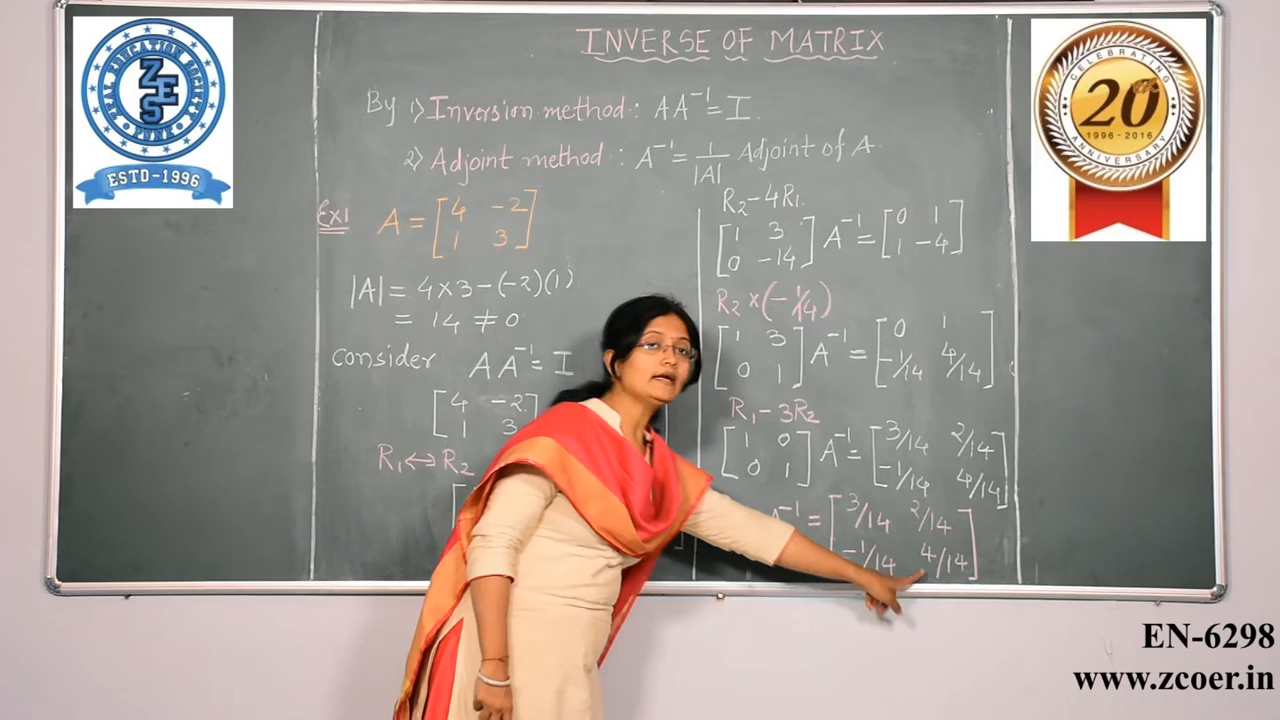 INVERSE OF MATRIX
By 1) Inversion method : AA⁻¹ = I.
2) Adjoint method : A⁻¹ = 1/|A| Adjoint of A.
Ex1 A = [4 -2
1 3]
|A| = 4×3 - (-2)(1)
= 14 ≠ 0
consider AA⁻¹ = I
[4 -2
1 3
R₁ ↔ R₂
[
R₂-4R₁.
[1 3
0 -14] A⁻¹ = [0 1
1 -4]
R₂ × (-1/14)
[1 3
0 1] A⁻¹ = [0 1
-1/14 4/14]
R₁ - 3R₂
[1 0
0 1] A⁻¹ = [3/14 2/14
-1/14 4/14]
A⁻¹ = [3/14 2/14
-1/14 4/14]
ZEAL EDUCATION SOCIETY'S
ZES
PUNE
ESTD-1996
CELEBRATING
20
1996-2016
ANNIVERSARY
EN-6298
www.zcoer.in